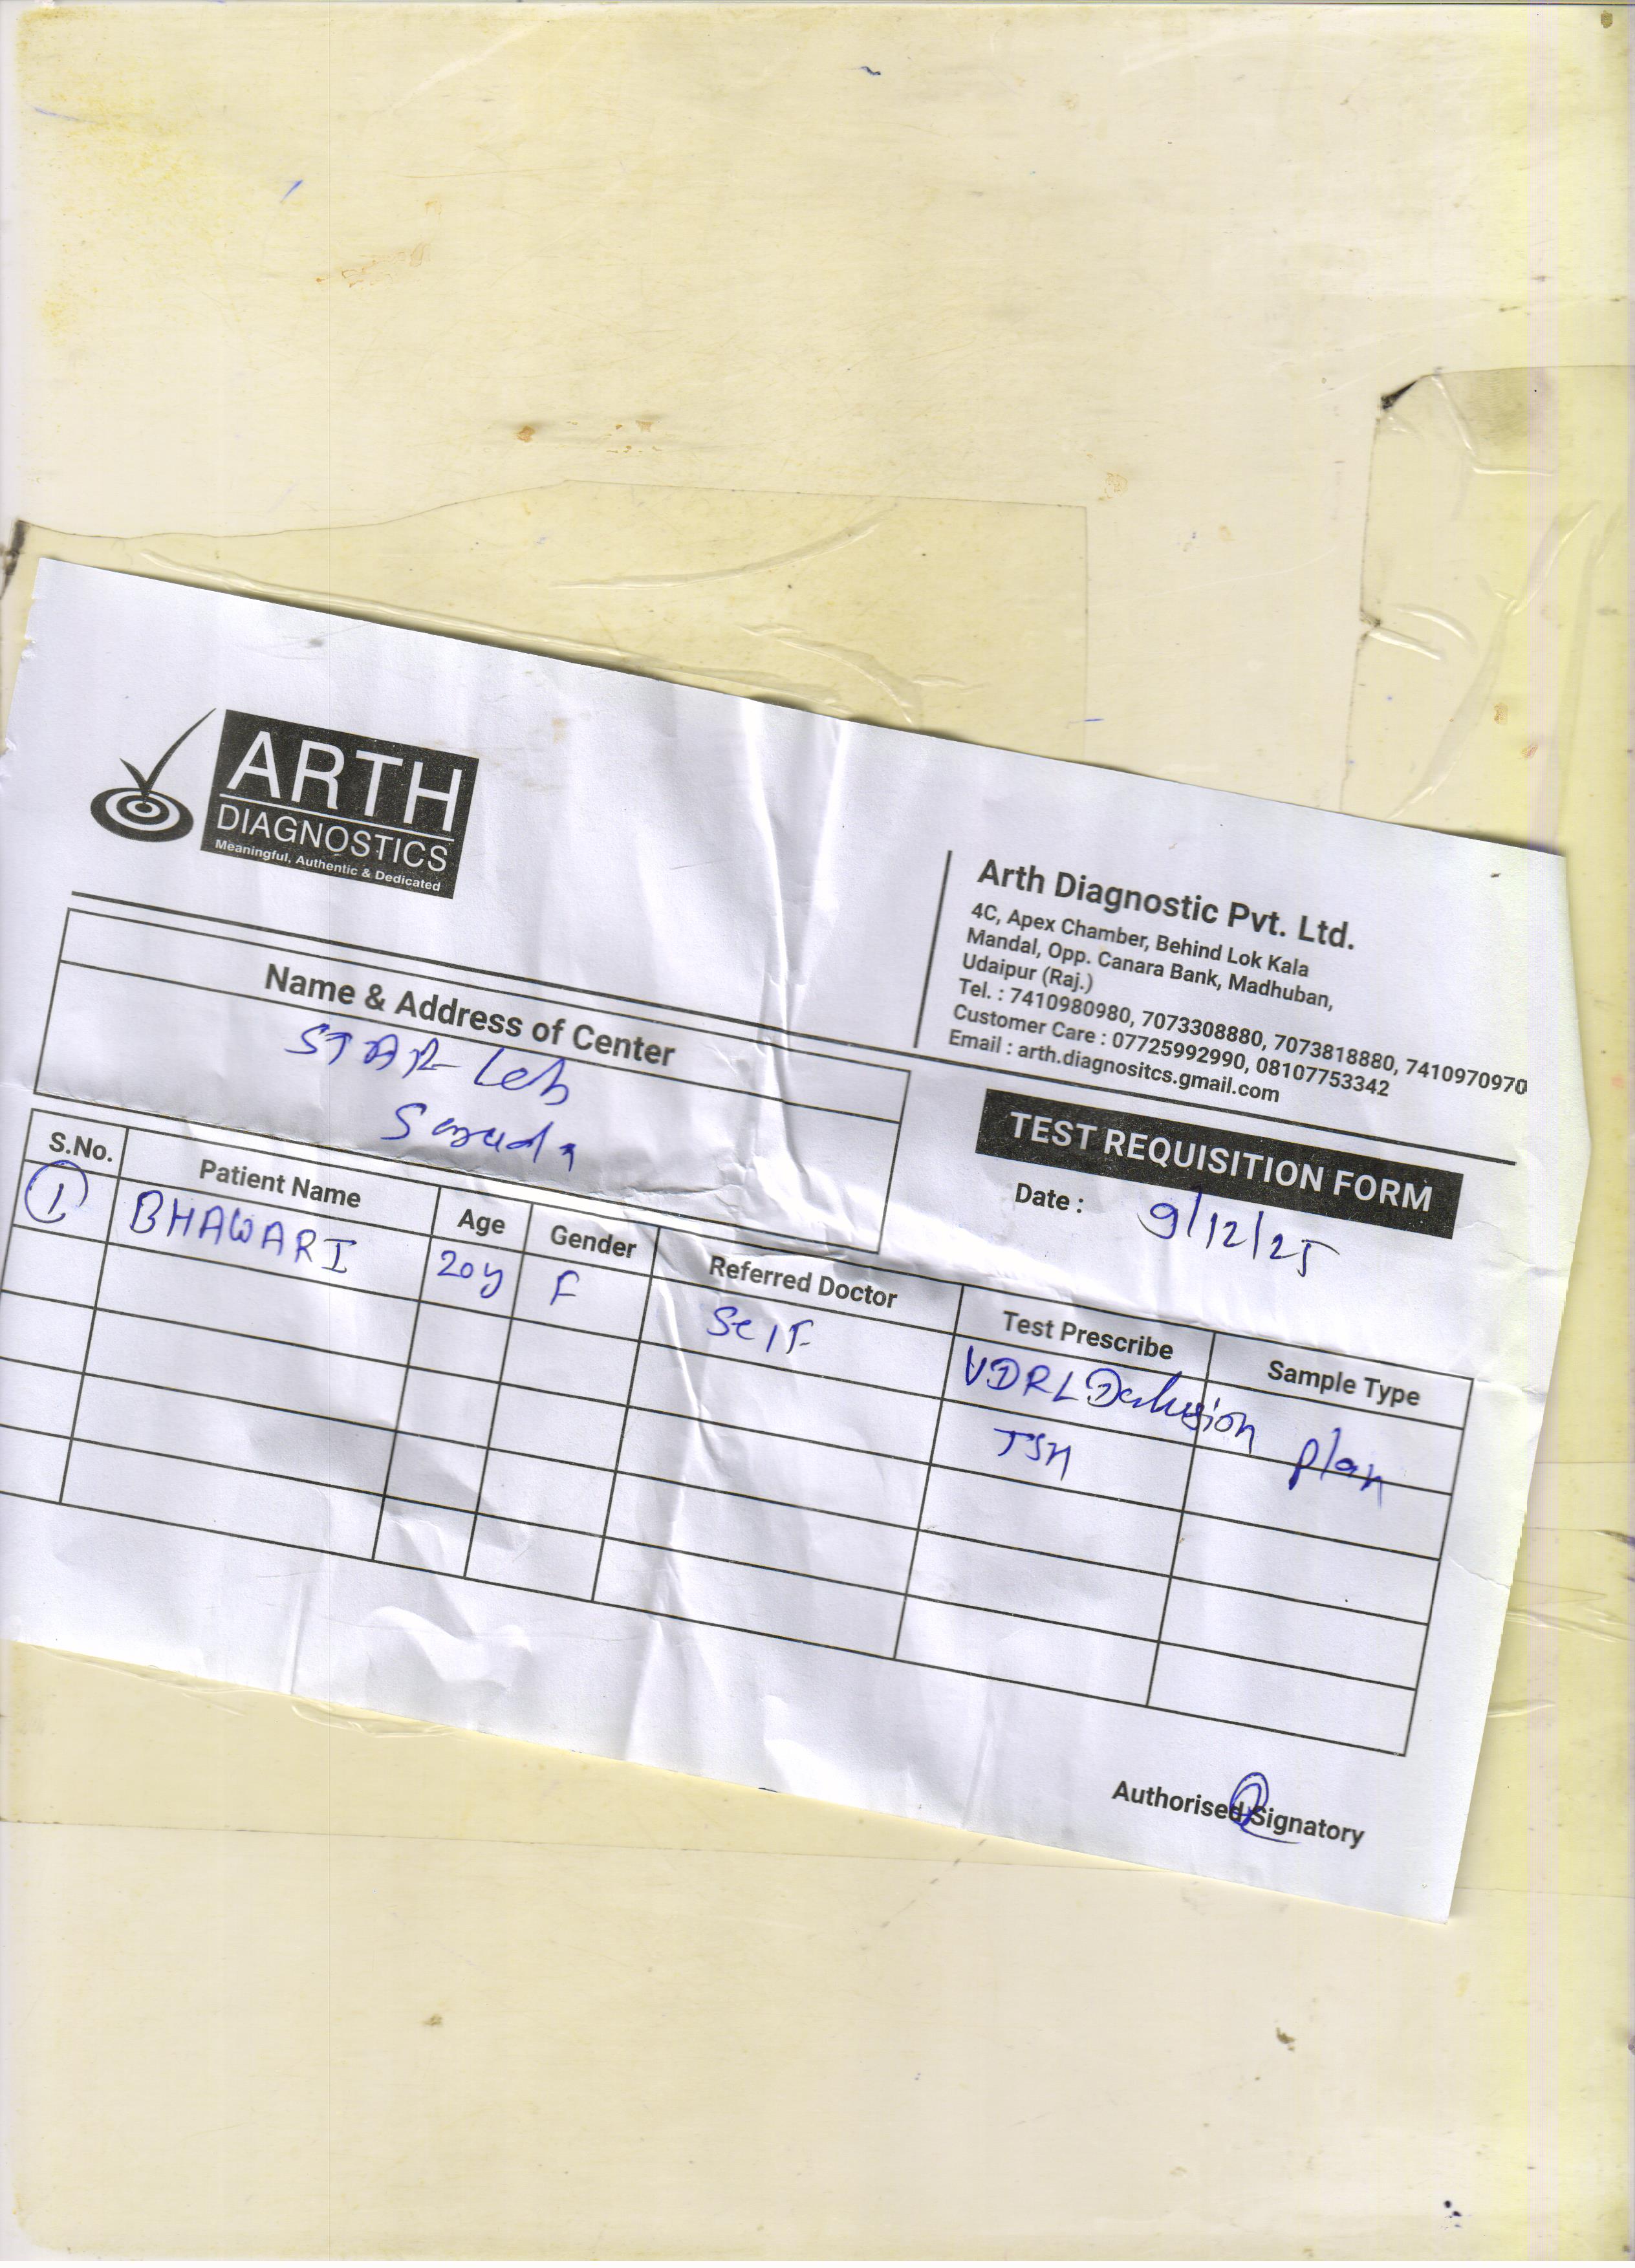 ARTH
DIAGNOSTICS
Meaningful, Authentic & Dedicated
Arth Diagnostic Pvt. Ltd.
4C, Apex Chamber, Behind Lok Kala
Mandal, Opp. Canara Bank, Madhuban,
Udaipur (Raj.)
Tel. : 7410980980, 7073308880, 7073818880, 7410970970
Customer Care : 07725992990, 08107753342
Email : arth.diagnositcs.gmail.com
Name & Address of Center
STAR Lab
TEST REQUISITION FORM
Date : 9/12/25
S.No. Patient Name Age Gender Referred Doctor Test Prescribe Sample Type
1 BHAWARI 20y F Self VDRL plan
TSH
Authorised Signatory